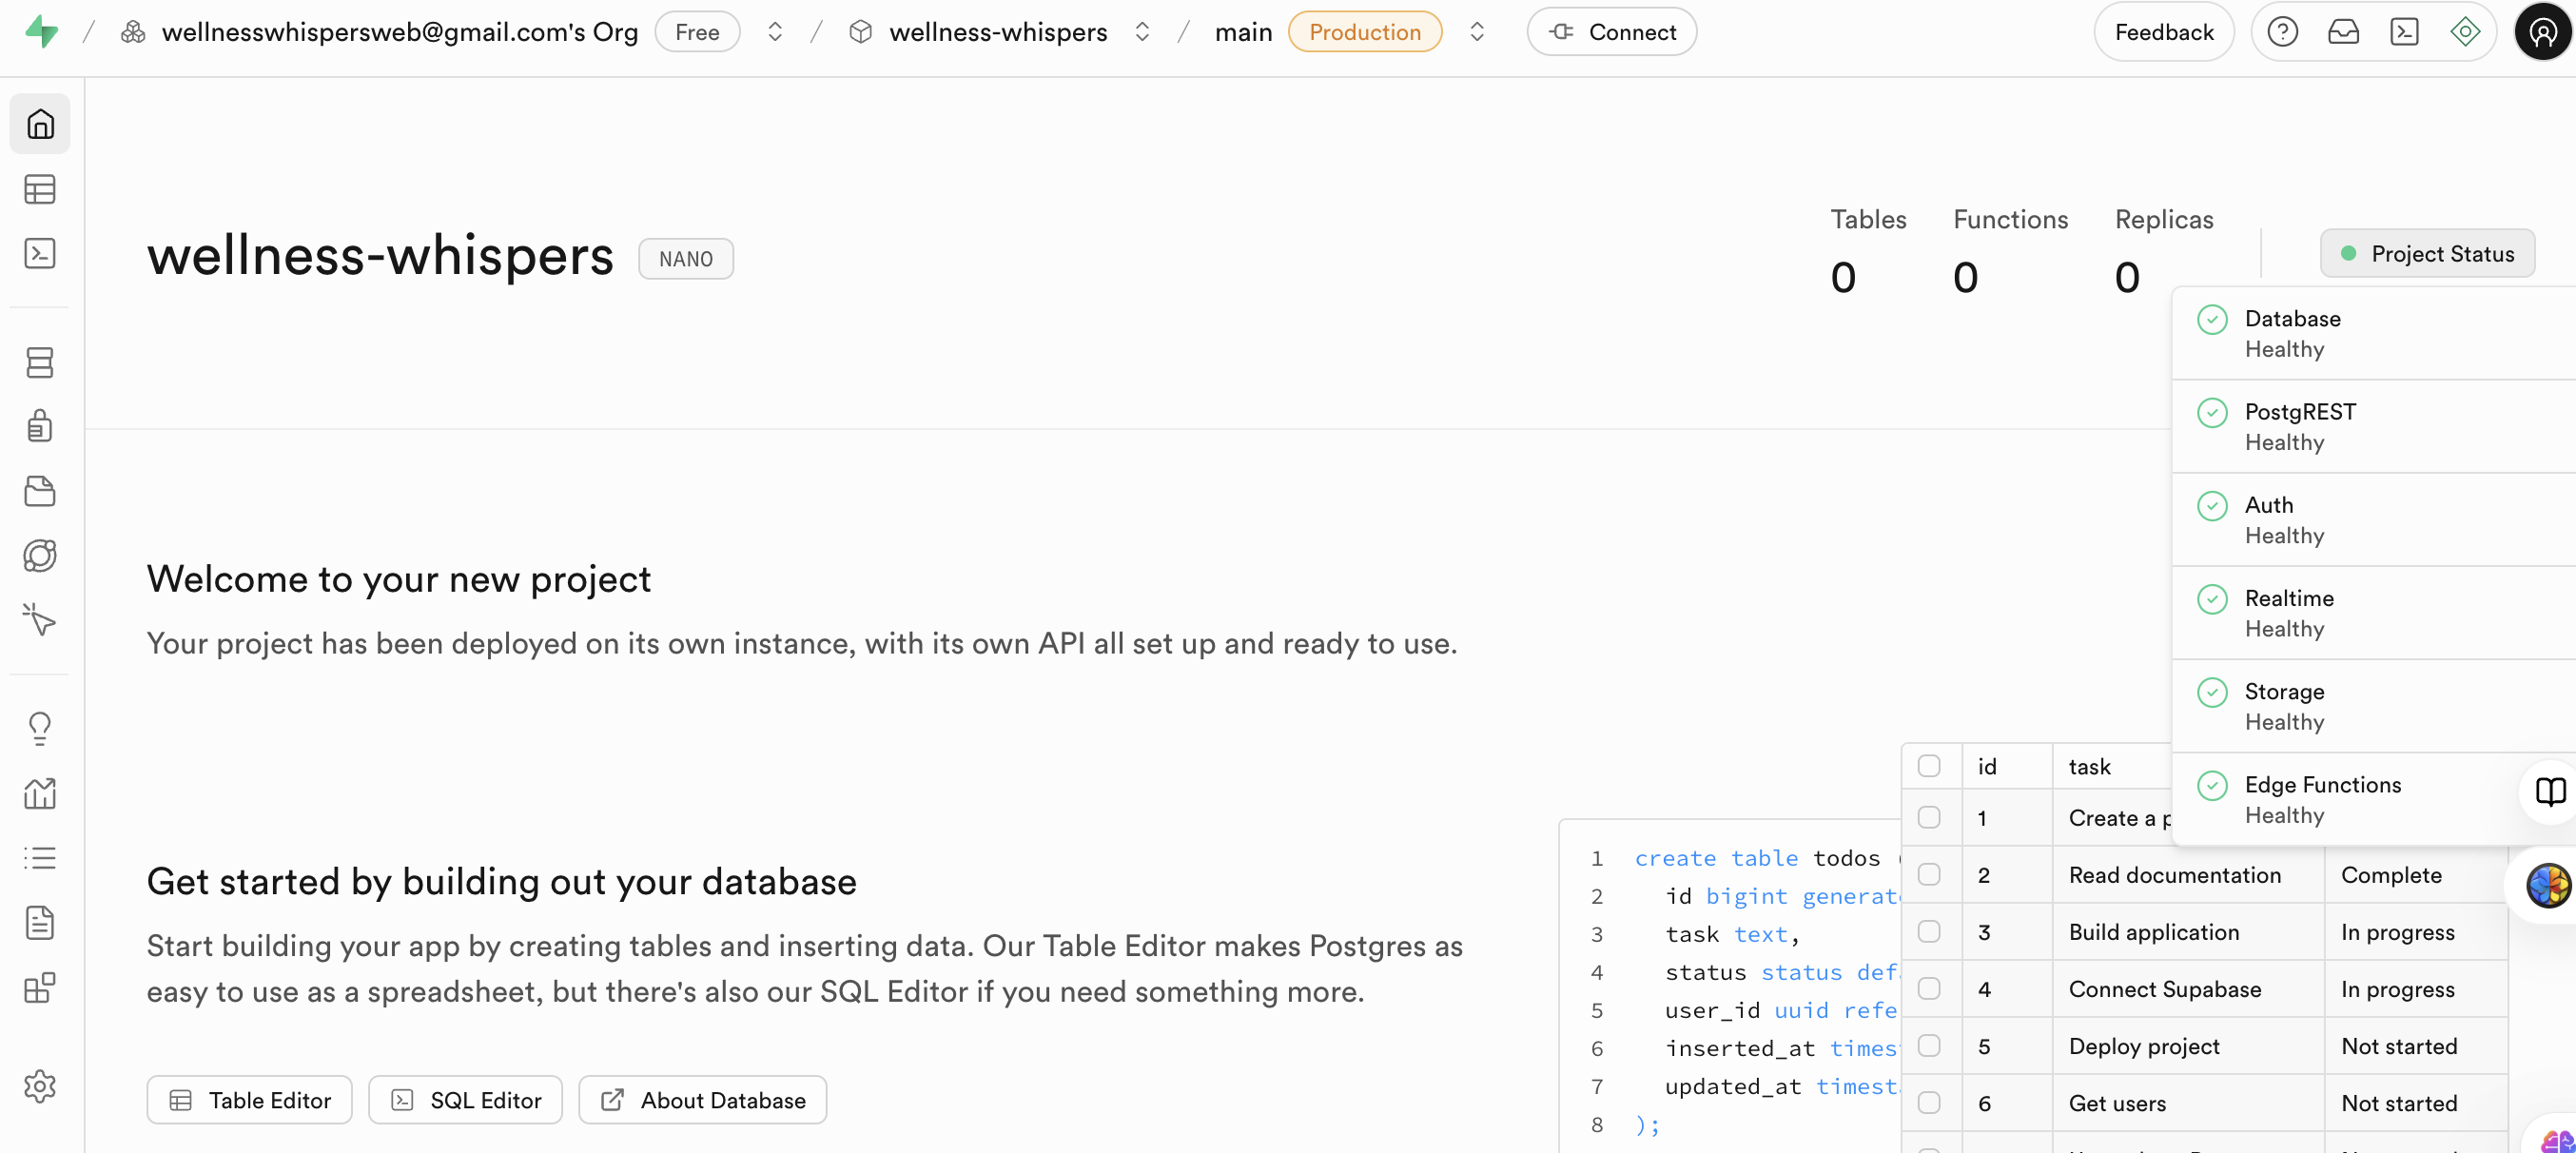 wellnesswhispersweb@gmail.com's Org Free wellness-whispers main Production Connect Feedback
wellness-whispers NANO
Tables Functions Replicas
0 0 0
Project Status
Database
Healthy
PostgREST
Healthy
Auth
Healthy
Realtime
Healthy
Storage
Healthy
Edge Functions
Healthy
Welcome to your new project
Your project has been deployed on its own instance, with its own API all set up and ready to use.
Get started by building out your database
Start building your app by creating tables and inserting data. Our Table Editor makes Postgres as
easy to use as a spreadsheet, but there's also our SQL Editor if you need something more.
Table Editor SQL Editor About Database
1 create table todos (
2 id bigint generat
3 task text,
4 status status def
5 user_id uuid refe
6 inserted_at times
7 updated_at timest
8 );
id task
1 Create a p
2 Read documentation Complete
3 Build application In progress
4 Connect Supabase In progress
5 Deploy project Not started
6 Get users Not started